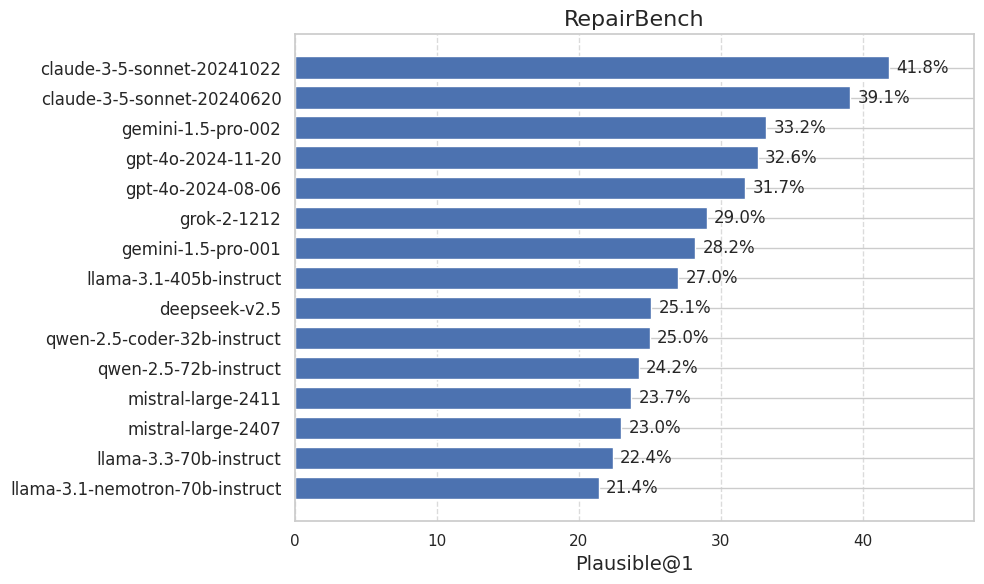 RepairBench
claude-3-5-sonnet-20241022 41.8%
claude-3-5-sonnet-20240620 39.1%
gemini-1.5-pro-002 33.2%
gpt-4o-2024-11-20 32.6%
gpt-4o-2024-08-06 31.7%
grok-2-1212 29.0%
gemini-1.5-pro-001 28.2%
llama-3.1-405b-instruct 27.0%
deepseek-v2.5 25.1%
qwen-2.5-coder-32b-instruct 25.0%
qwen-2.5-72b-instruct 24.2%
mistral-large-2411 23.7%
mistral-large-2407 23.0%
llama-3.3-70b-instruct 22.4%
llama-3.1-nemotron-70b-instruct 21.4%
0 10 20 30 40
Plausible@1